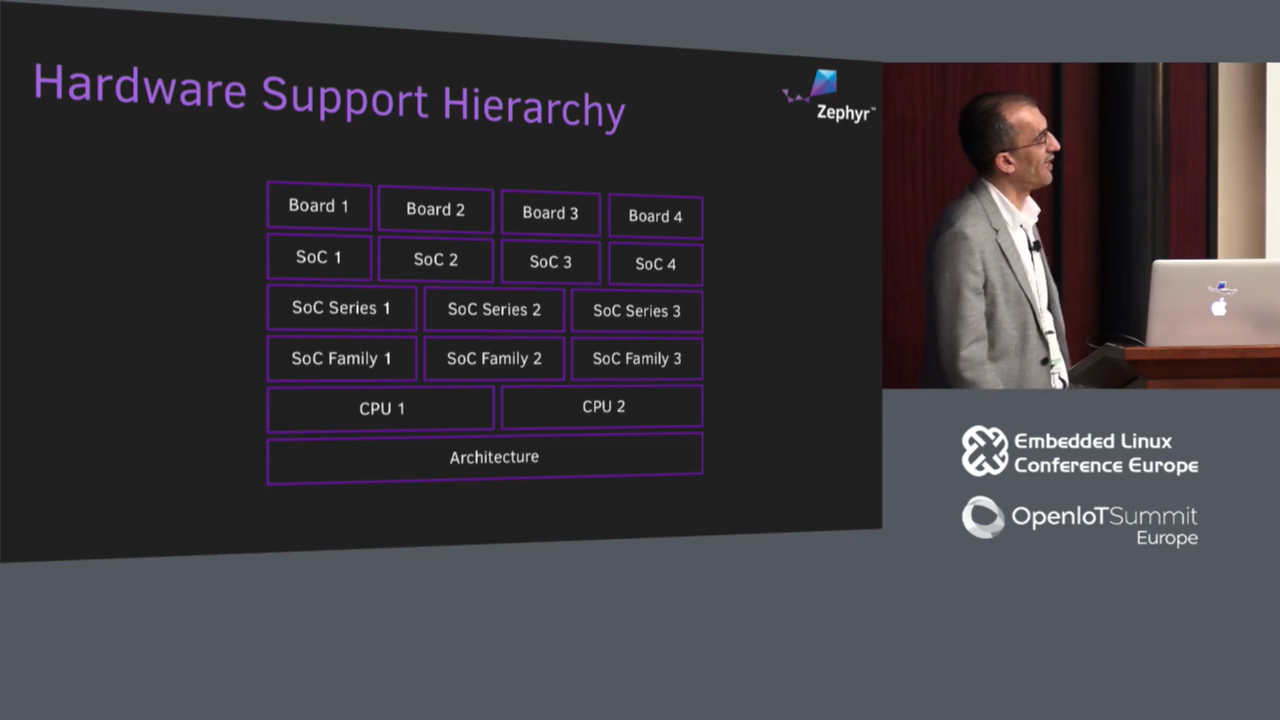 Hardware Support Hierarchy
Zephyr™
Board 1
Board 2
Board 3
Board 4
SoC 1
SoC 2
SoC 3
SoC 4
SoC Series 1
SoC Series 2
SoC Series 3
SoC Family 1
SoC Family 2
SoC Family 3
CPU 1
CPU 2
Architecture
Embedded Linux
Conference Europe
OpenIoTSummit
Europe